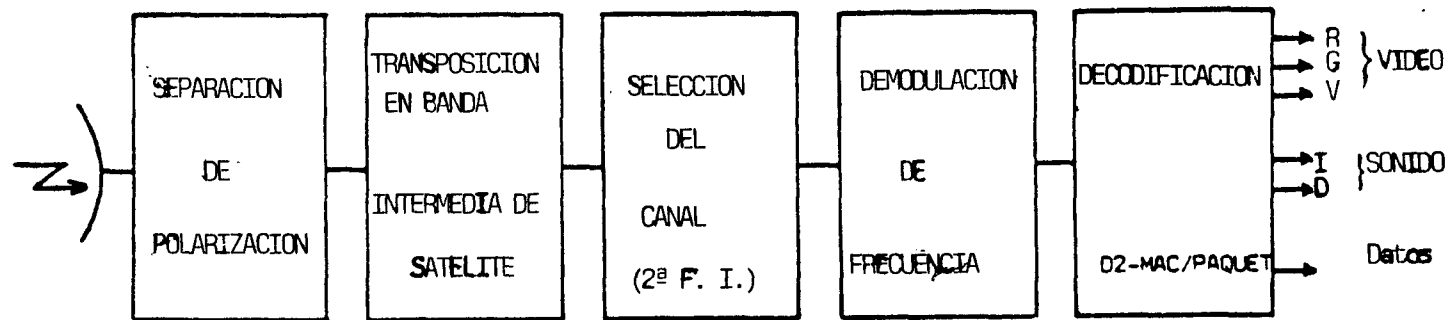 SEPARACION
DE
POLARIZACION
TRANSPOSICION
EN BANDA
INTERMEDIA DE
SATELITE
SELECCION
DEL
CANAL
(2ª F. I.)
DEMODULACION
DE
FRECUENCIA
DECODIFICACION
D2-MAC/PAQUET
R
G
V
VIDEO
I
D
SONIDO
Datos